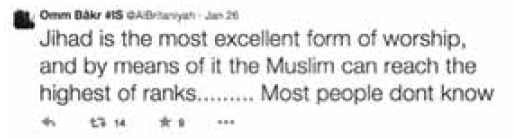 Omm Bâkr #IS @AlBritaniyah · Jan 26
Jihad is the most excellent form of worship,
and by means of it the Muslim can reach the
highest of ranks......... Most people dont know
14 9